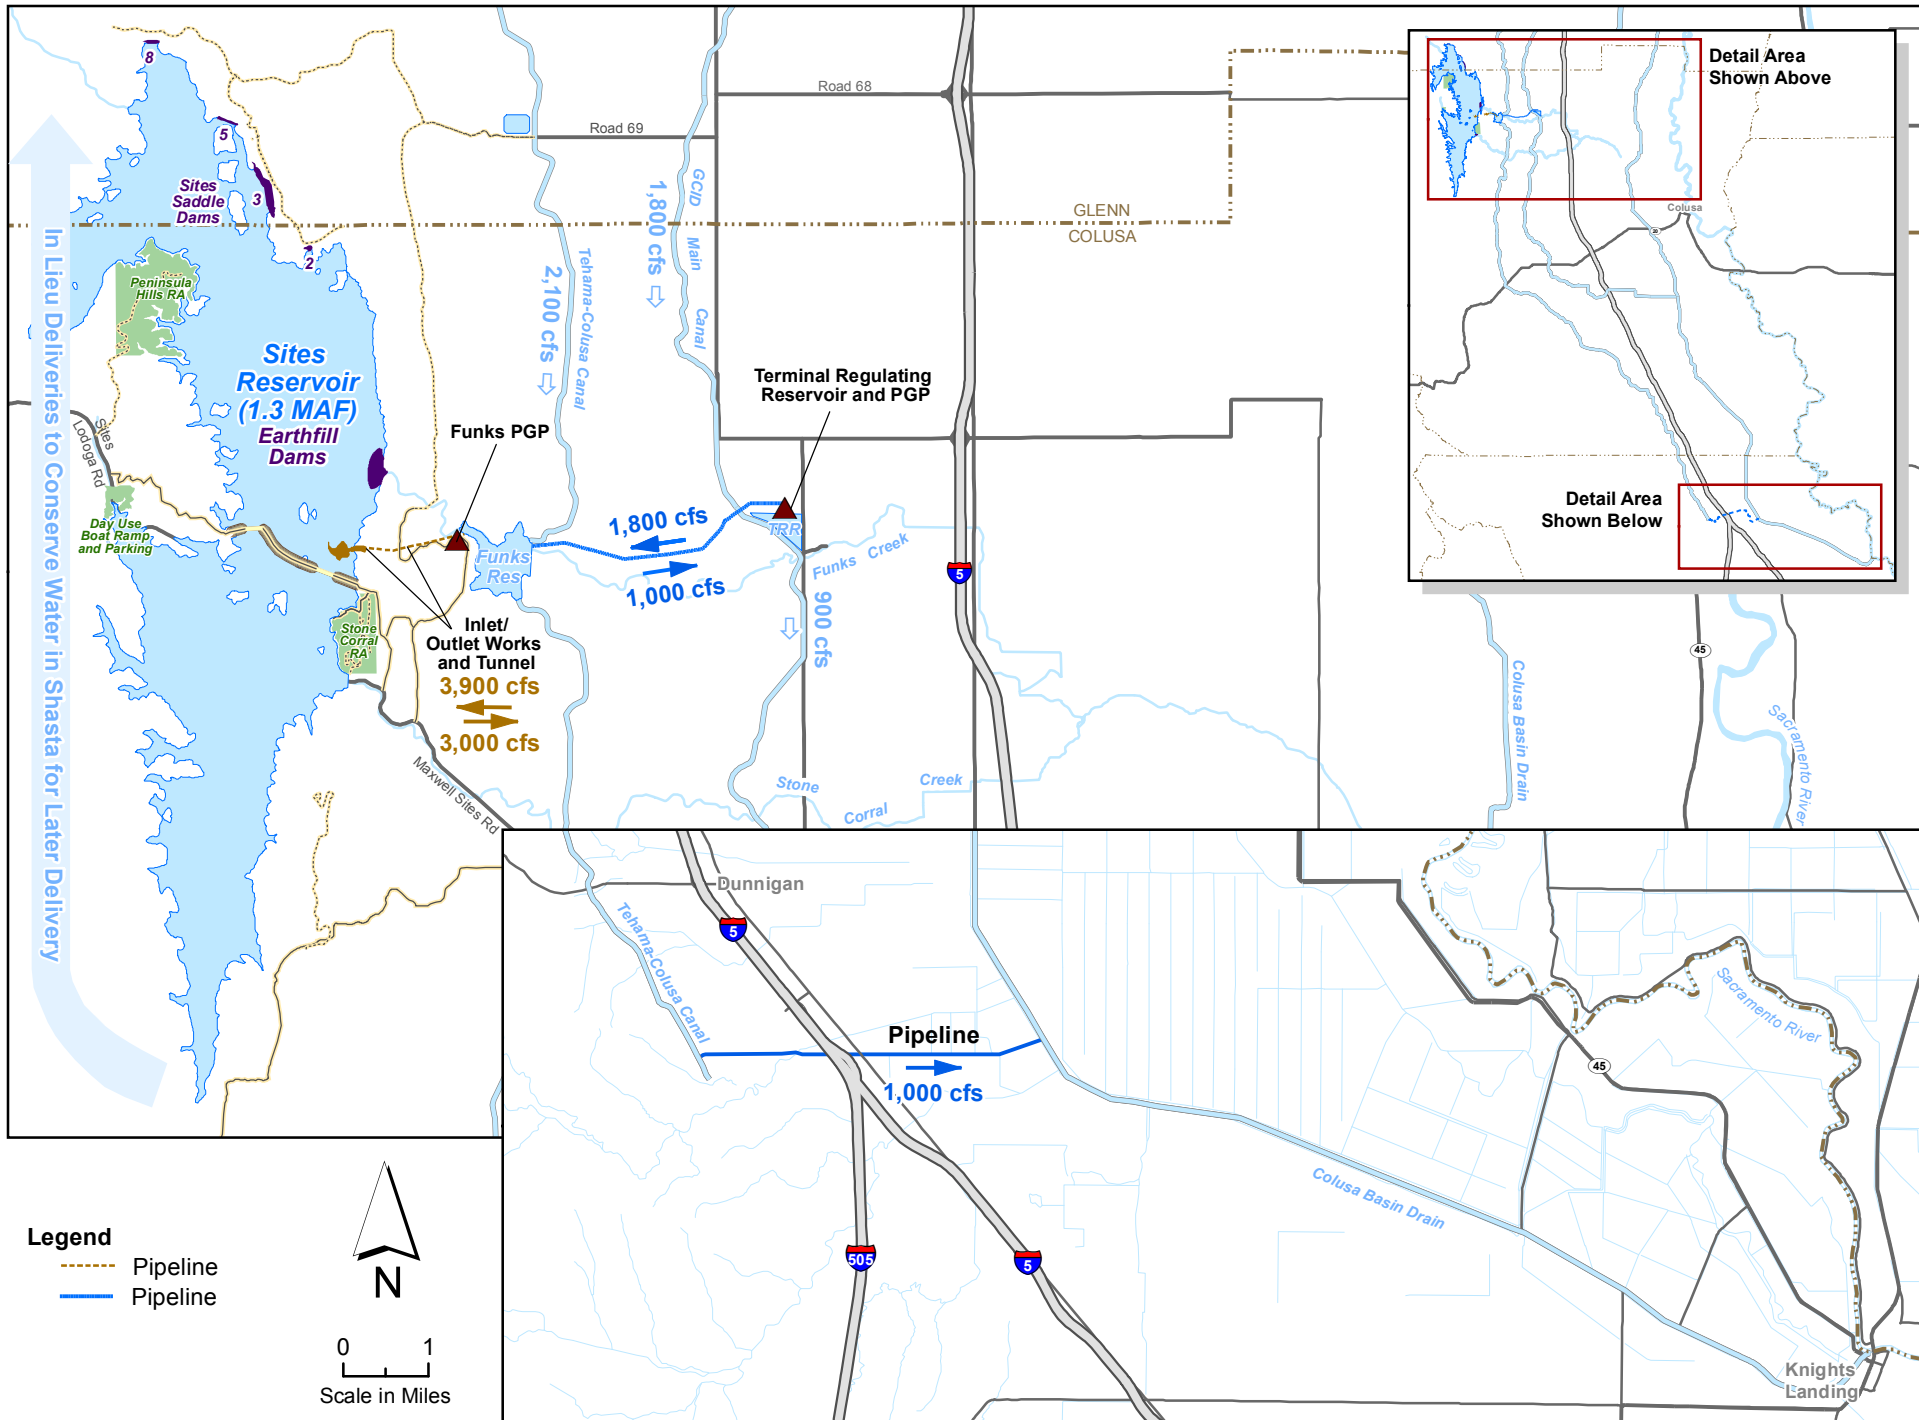 8
5
Sites
Saddle
Dams
3
2
Peninsula
Hills RA
Sites
Reservoir
(1.3 MAF)
Earthfill
Dams
In Lieu Deliveries to Conserve Water in Shasta for Later Delivery
Sites
Lodoga Rd
Day Use
Boat Ramp
and Parking
Stone
Corral
RA
Funks PGP
Funks
Res
Inlet/
Outlet Works
and Tunnel
3,900 cfs
3,000 cfs
Maxwell Sites Rd
Road 68
Road 69
GCID Main Canal
1,800 cfs
Tehama-Colusa Canal
2,100 cfs
GLENN
COLUSA
Terminal Regulating
Reservoir and PGP
TRR
1,800 cfs
1,000 cfs
Funks Creek
900 cfs
5
Stone Corral Creek
Colusa Basin Drain
45
Sacramento River
Detail Area
Shown Above
Colusa
20
Detail Area
Shown Below
Dunnigan
5
Tehama-Colusa Canal
Pipeline
1,000 cfs
505
5
Colusa Basin Drain
Sacramento River
45
Knights
Landing
Legend
Pipeline
Pipeline
N
0 1
Scale in Miles